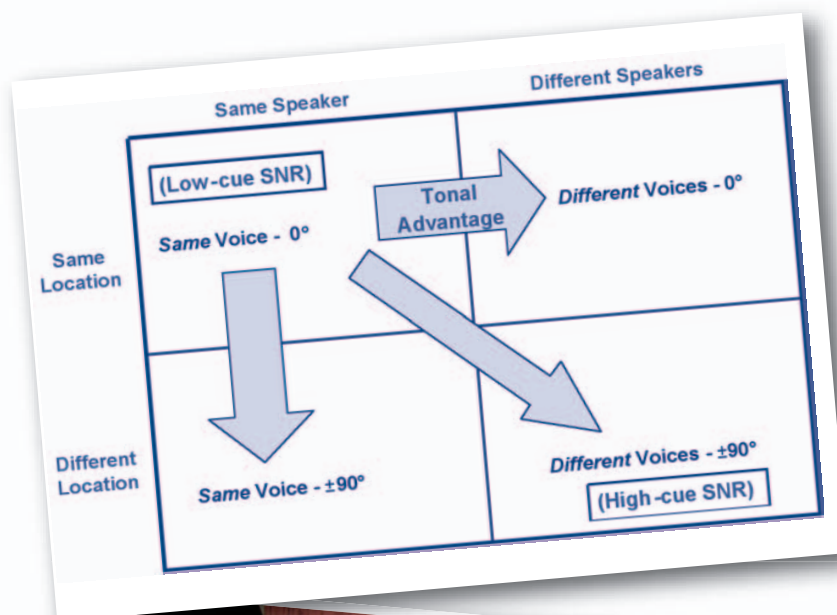 Same Speaker
Different Speakers
(Low-cue SNR)
Same Voice - 0°
Tonal
Advantage
Different Voices - 0°
Same
Location
Different
Location
Same Voice - ±90°
Different Voices - ±90°
(High-cue SNR)